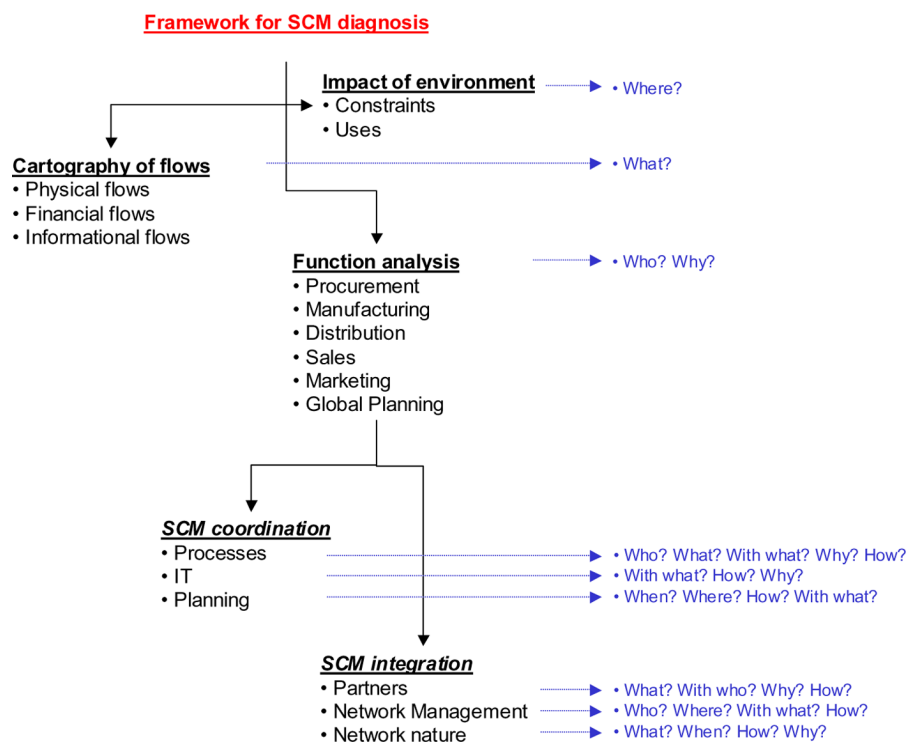 Framework for SCM diagnosis
Impact of environment
• Constraints
• Uses
• Where?
Cartography of flows
• Physical flows
• Financial flows
• Informational flows
• What?
Function analysis
• Procurement
• Manufacturing
• Distribution
• Sales
• Marketing
• Global Planning
• Who? Why?
SCM coordination
• Processes
• IT
• Planning
• Who? What? With what? Why? How?
• With what? How? Why?
• When? Where? How? With what?
SCM integration
• Partners
• Network Management
• Network nature
• What? With who? Why? How?
• Who? Where? With what? How?
• What? When? How? Why?